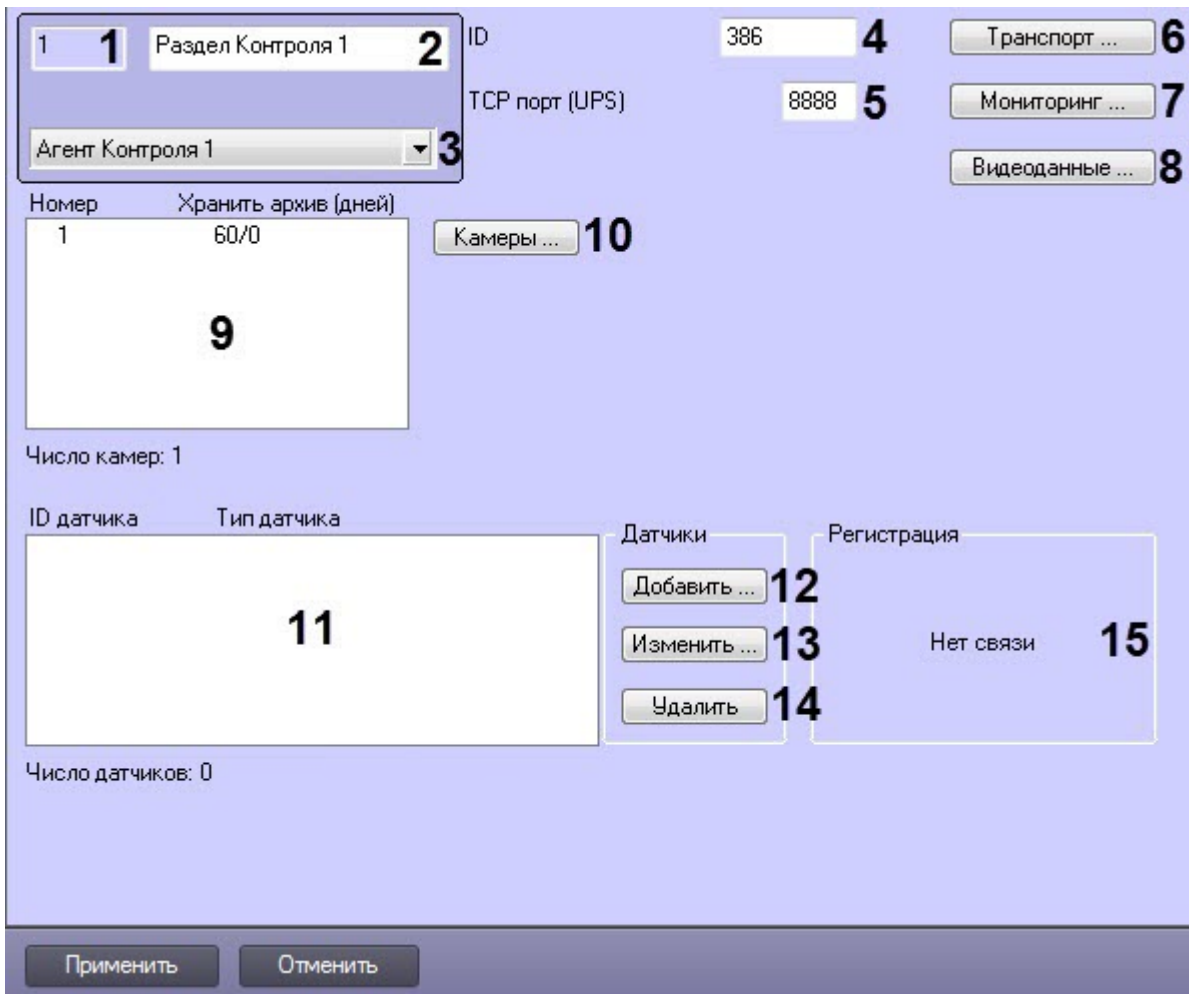 1 1 Раздел Контроля 1 2 ID 386 4 Транспорт ... 6
TCP порт (UPS) 8888 5 Мониторинг ... 7
Агент Контроля 1 3 Видеоданные ... 8
Номер Хранить архив (дней)
1 60/0 Камеры ... 10
9
Число камер: 1
ID датчика Тип датчика
Датчики Регистрация
Добавить ... 12
11 Изменить ... 13 Нет связи 15
Удалить 14
Число датчиков: 0
Применить Отменить